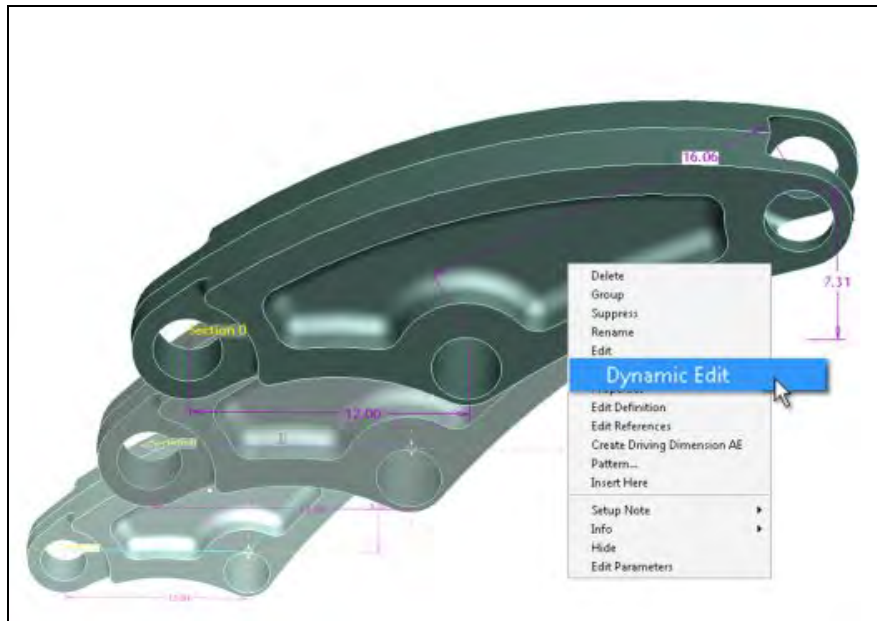 16.06
7.31
Section D
12.00
Delete
Group
Suppress
Rename
Edit
Dynamic Edit
Properties
Edit Definition
Edit References
Create Driving Dimension AE
Pattern...
Insert Here
Setup Note
Info
Hide
Edit Parameters